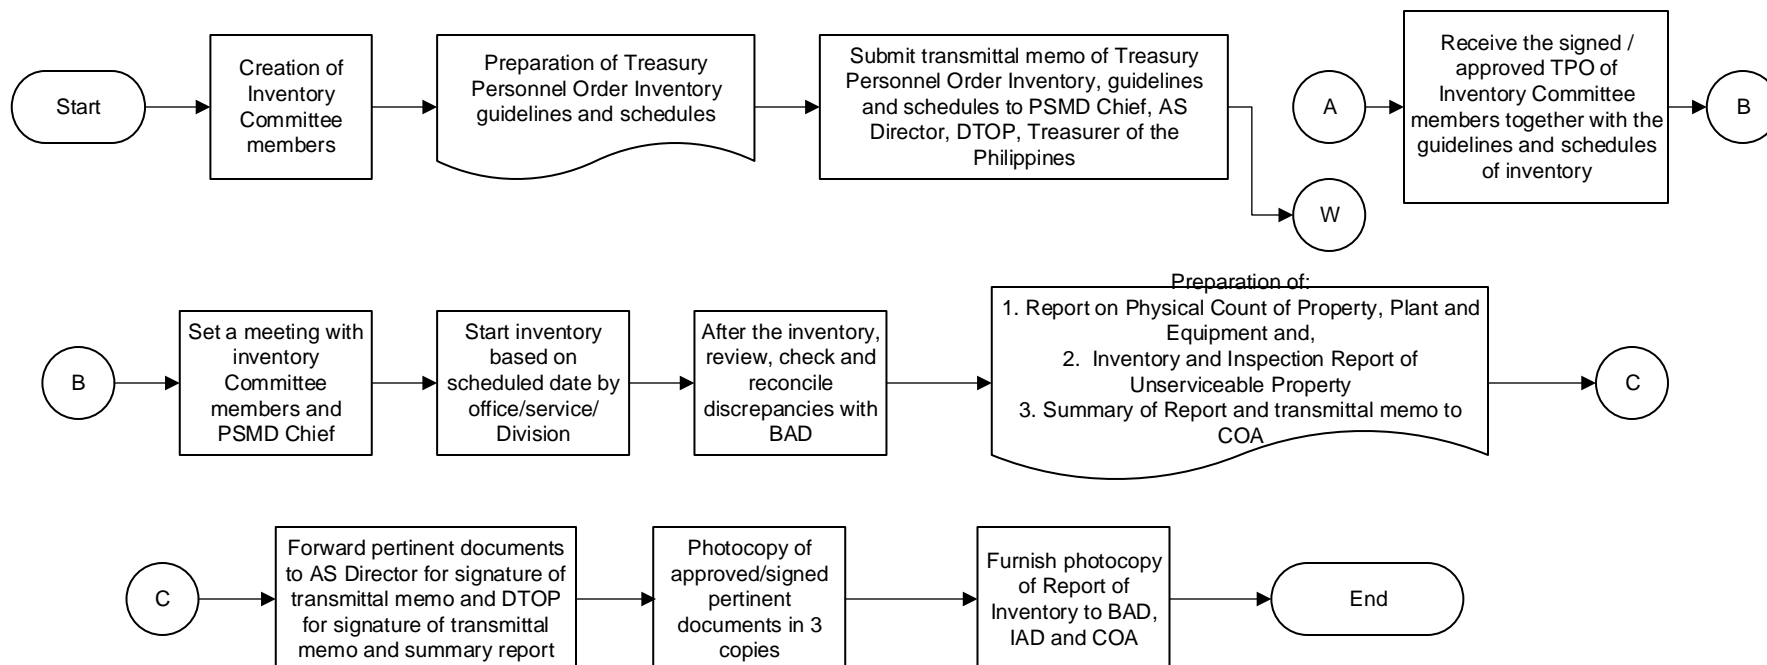 Start
Creation of
Inventory
Committee
members
Preparation of Treasury
Personnel Order Inventory
guidelines and schedules
Submit transmittal memo of Treasury
Personnel Order Inventory, guidelines
and schedules to PSMD Chief, AS
Director, DTOP, Treasurer of the
Philippines
W
A
Receive the signed /
approved TPO of
Inventory Committee
members together with the
guidelines and schedules
of inventory
B
B
Set a meeting with
inventory
Committee
members and
PSMD Chief
Start inventory
based on
scheduled date by
office/service/
Division
After the inventory,
review, check and
reconcile
discrepancies with
BAD
Preparation of:
1. Report on Physical Count of Property, Plant and
Equipment and,
2. Inventory and Inspection Report of
Unserviceable Property
3. Summary of Report and transmittal memo to
COA
C
C
Forward pertinent documents
to AS Director for signature of
transmittal memo and DTOP
for signature of transmittal
memo and summary report
Photocopy of
approved/signed
pertinent
documents in 3
copies
Furnish photocopy
of Report of
Inventory to BAD,
IAD and COA
End